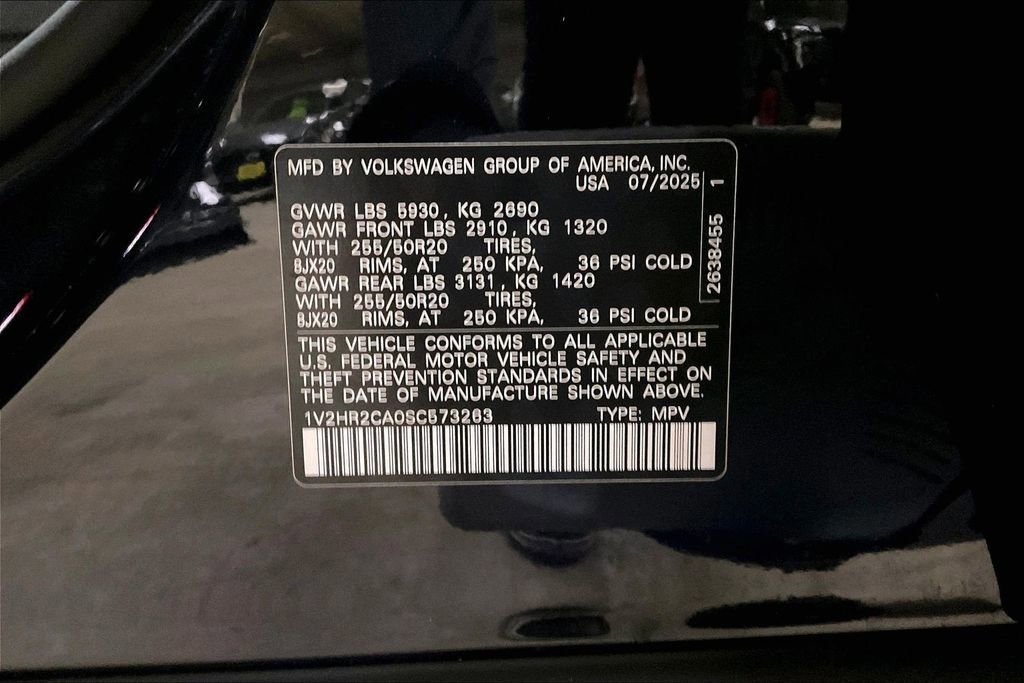 MFD BY VOLKSWAGEN GROUP OF AMERICA, INC.
USA 07/2025
GVWR LBS 5930, KG 2690
GAWR FRONT LBS 2910, KG 1320
WITH 255/50R20 TIRES,
8JX20 RIMS, AT 250 KPA, 36 PSI COLD
GAWR REAR LBS 3131, KG 1420
WITH 255/50R20 TIRES,
8JX20 RIMS, AT 250 KPA, 36 PSI COLD
2638455 1
THIS VEHICLE CONFORMS TO ALL APPLICABLE
U.S. FEDERAL MOTOR VEHICLE SAFETY AND
THEFT PREVENTION STANDARDS IN EFFECT ON
THE DATE OF MANUFACTURE SHOWN ABOVE.
1V2HR2CA0SC573263 TYPE: MPV